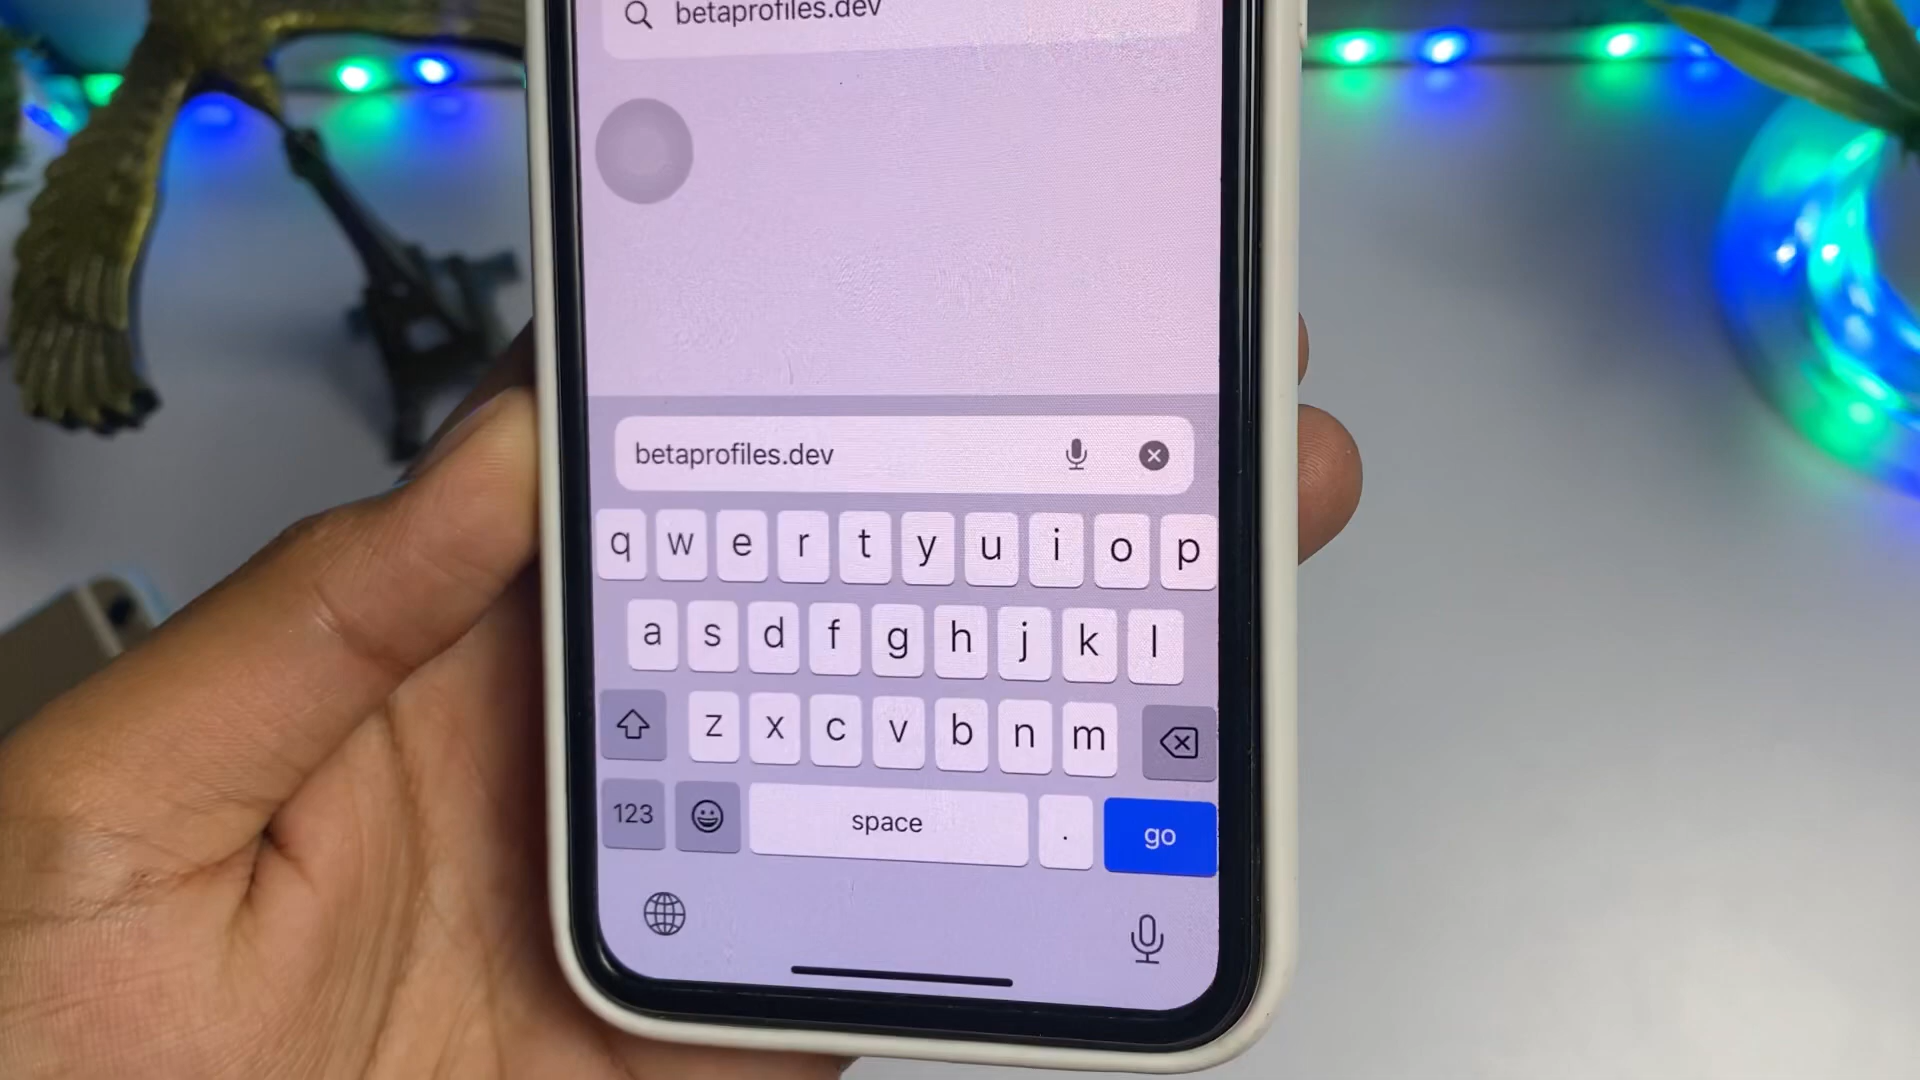 betaprofiles.dev
betaprofiles.dev
q w e r t y u i o p
a s d f g h j k l
z x c v b n m
123 space . go